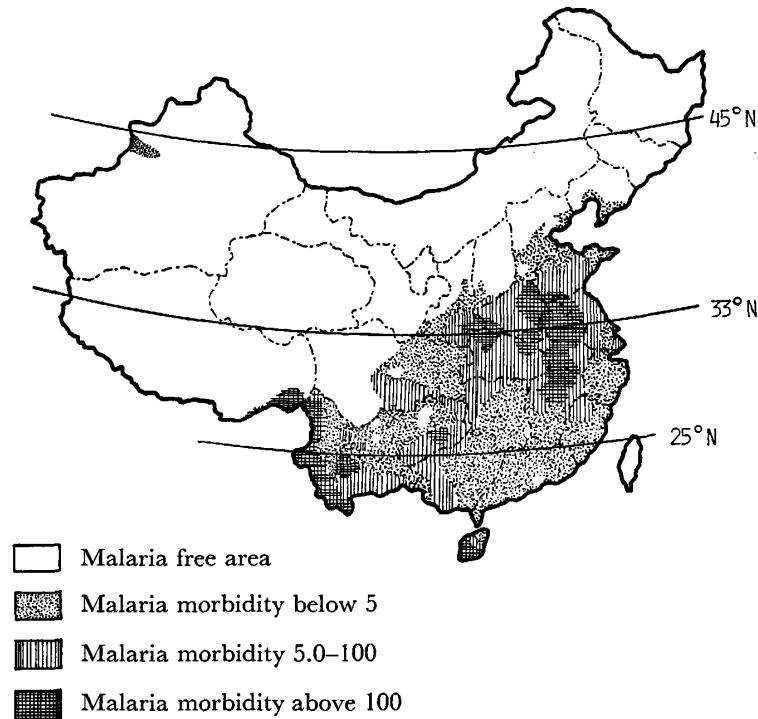 45°N
33°N
25°N
Malaria free area
Malaria morbidity below 5
Malaria morbidity 5.0–100
Malaria morbidity above 100